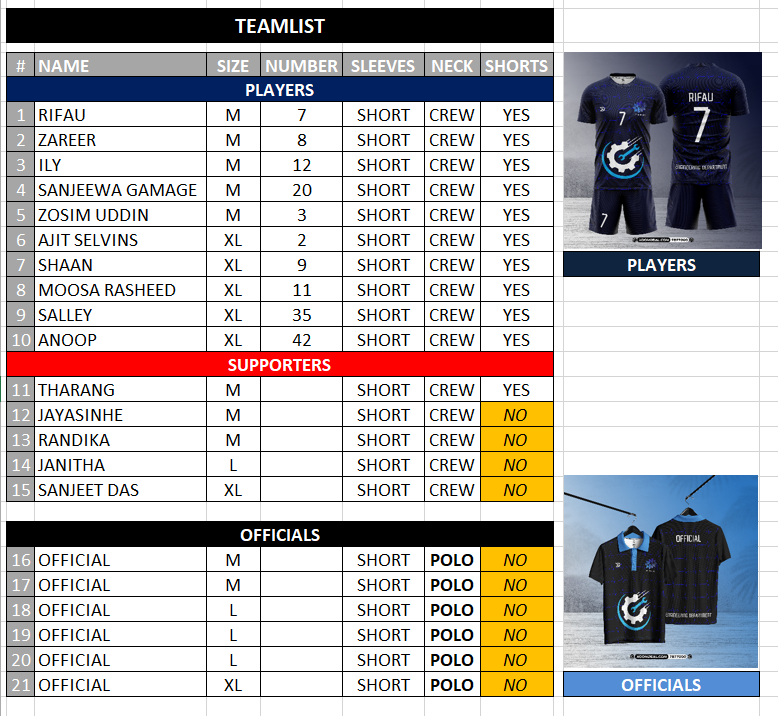 TEAMLIST
# NAME SIZE NUMBER SLEEVES NECK SHORTS
PLAYERS
1 RIFAU M 7 SHORT CREW YES
2 ZAREER M 8 SHORT CREW YES
3 ILY M 12 SHORT CREW YES
4 SANJEEWA GAMAGE M 20 SHORT CREW YES
5 ZOSIM UDDIN M 3 SHORT CREW YES
6 AJIT SELVINS XL 2 SHORT CREW YES
7 SHAAN XL 9 SHORT CREW YES
8 MOOSA RASHEED XL 11 SHORT CREW YES
9 SALLEY XL 35 SHORT CREW YES
10 ANOOP XL 42 SHORT CREW YES
SUPPORTERS
11 THARANG M SHORT CREW YES
12 JAYASINHE M SHORT CREW NO
13 RANDIKA M SHORT CREW NO
14 JANITHA L SHORT CREW NO
15 SANJEET DAS XL SHORT CREW NO
OFFICIALS
16 OFFICIAL M SHORT POLO NO
17 OFFICIAL M SHORT POLO NO
18 OFFICIAL L SHORT POLO NO
19 OFFICIAL L SHORT POLO NO
20 OFFICIAL L SHORT POLO NO
21 OFFICIAL XL SHORT POLO NO
RIFAU
7
7
ENGINEERING DEPARTMENT
7
PLAYERS
OFFICIAL
ENGINEERING DEPARTMENT
OFFICIALS